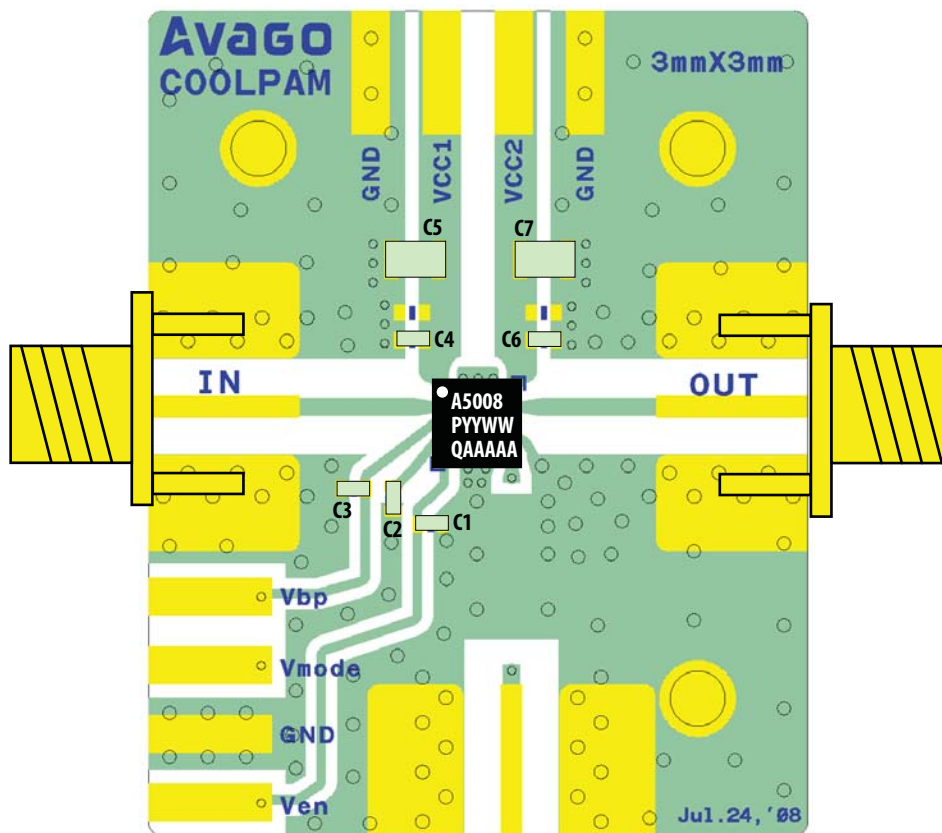 Avago
COOLPAM
3mmX3mm
GND
VCC1
VCC2
GND
C5
C7
C4
C6
IN
OUT
A5008
PYYWW
QAAAAA
C3
C2
C1
Vbp
Vmode
GND
Ven
Jul.24,'08